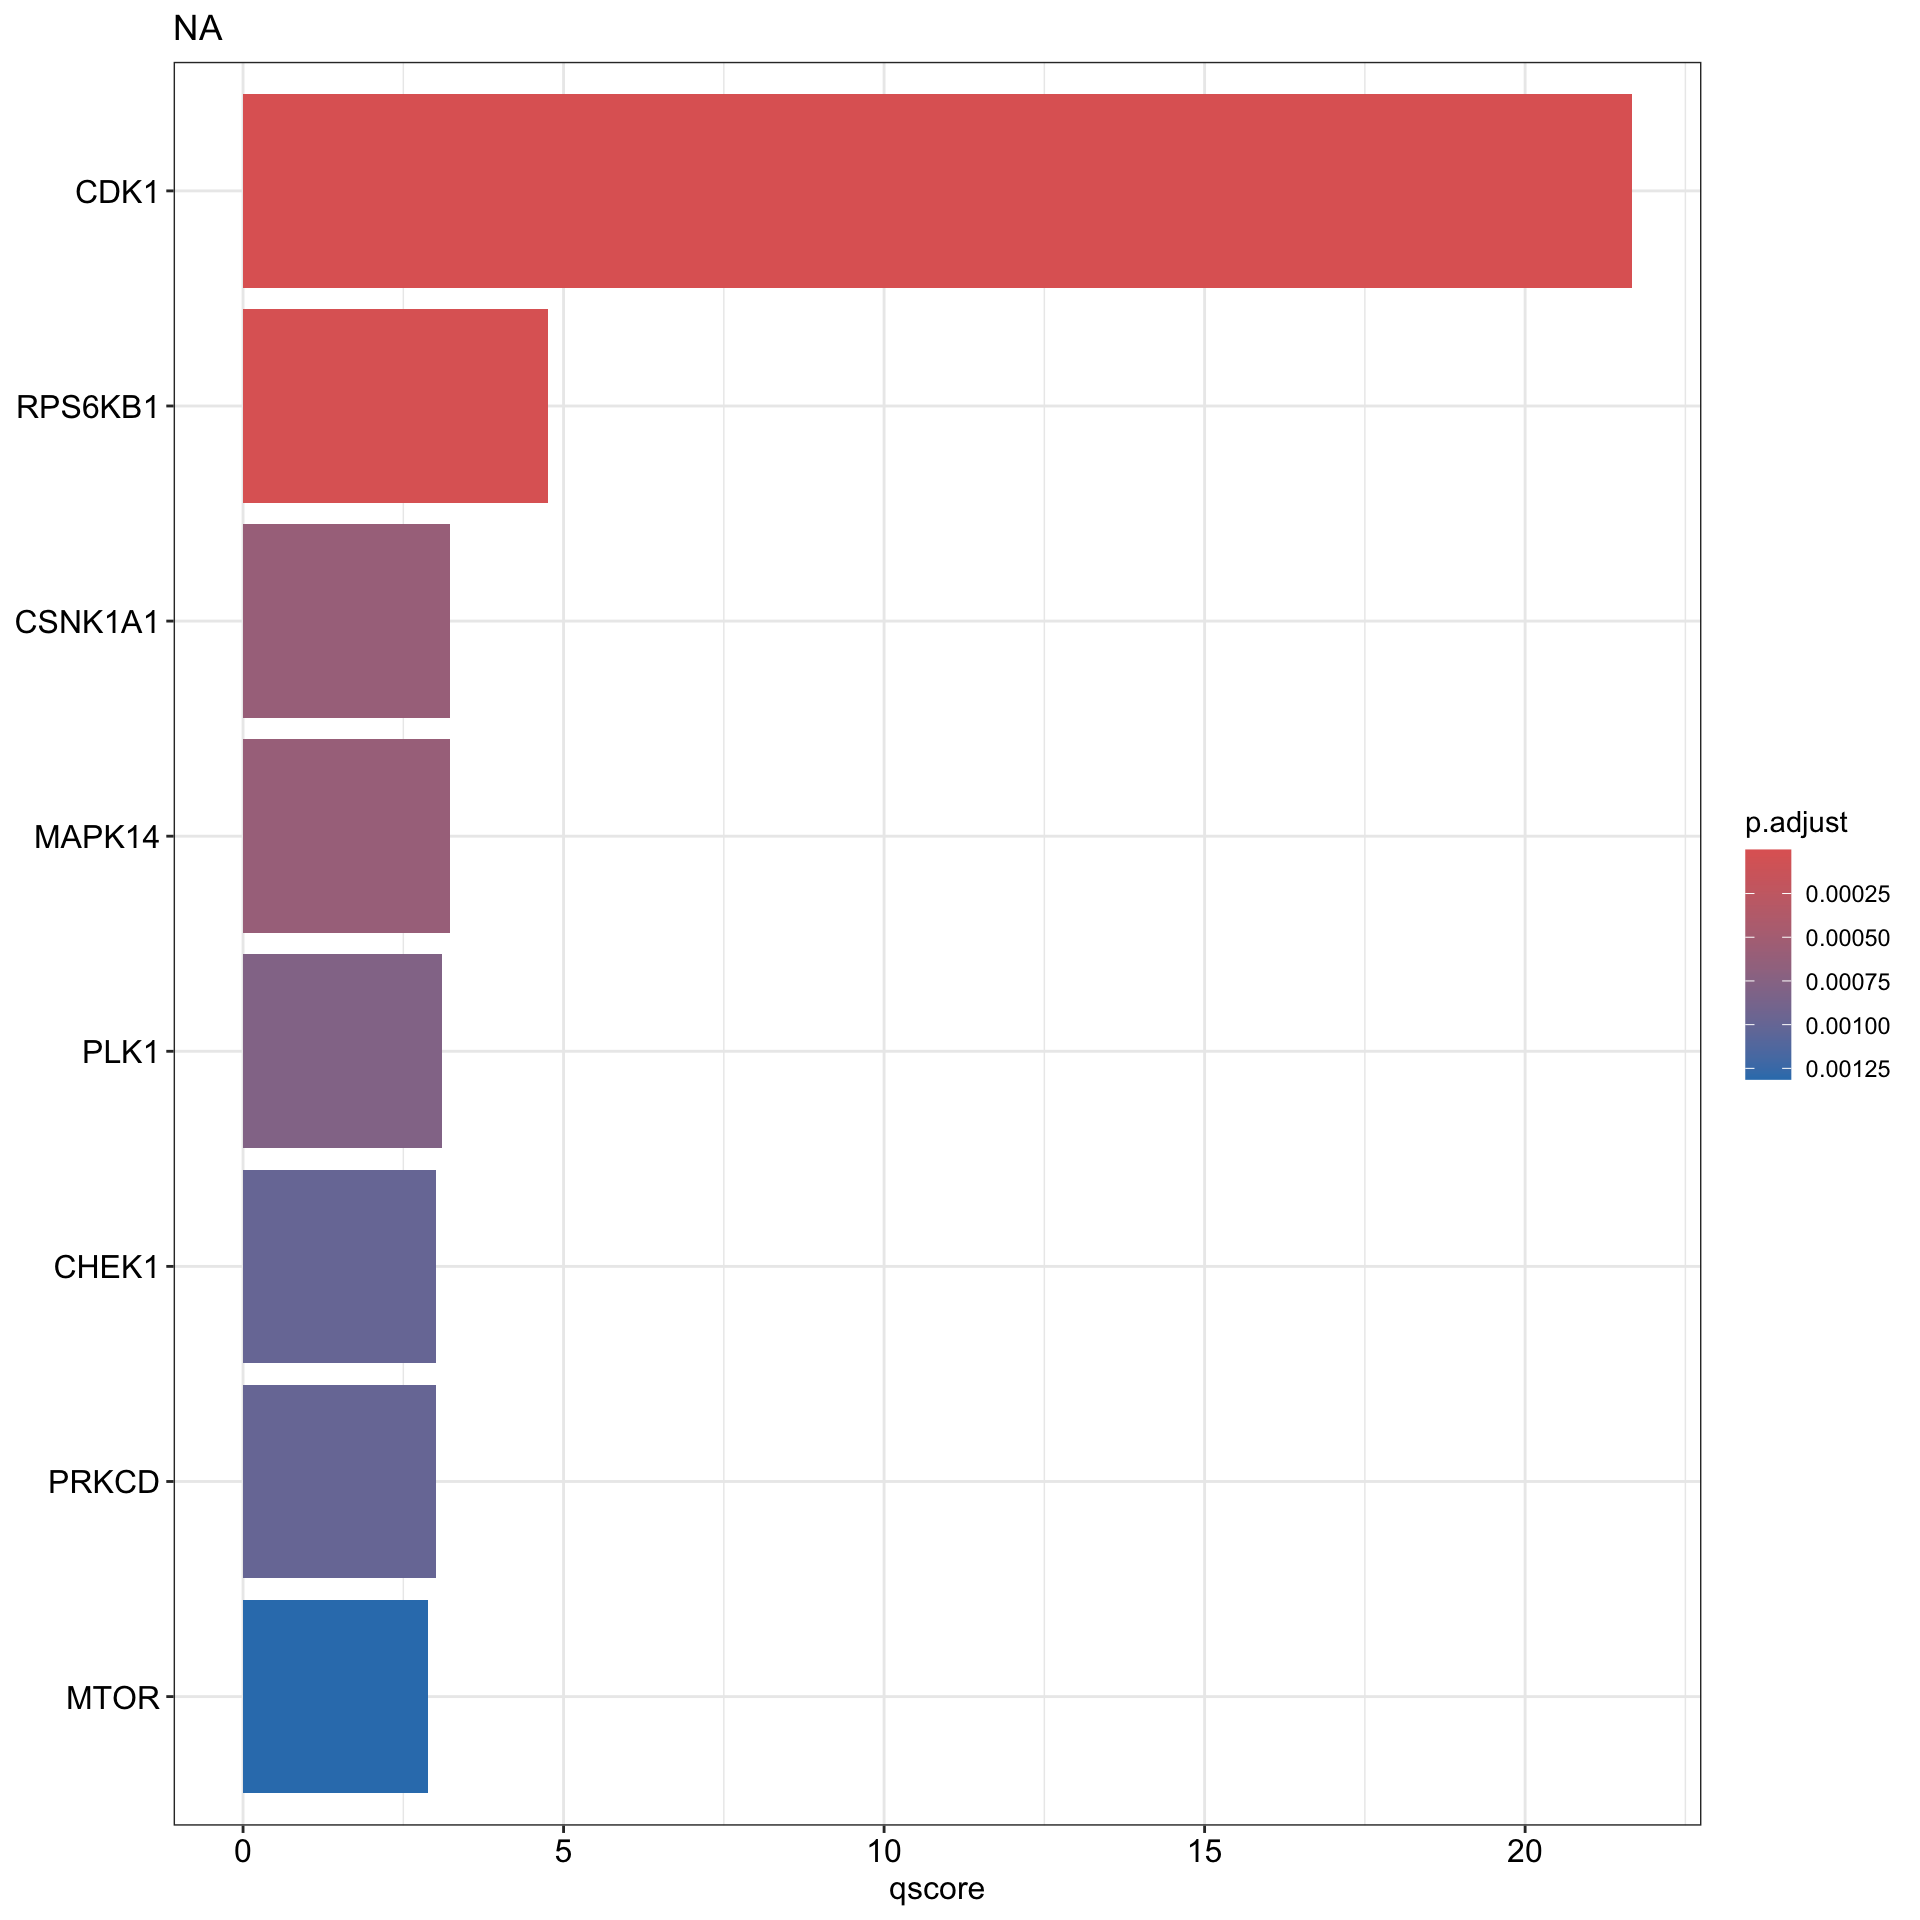 NA
CDK1
RPS6KB1
CSNK1A1
MAPK14
PLK1
CHEK1
PRKCD
MTOR
0 5 10 15 20
qscore
p.adjust
0.00025
0.00050
0.00075
0.00100
0.00125